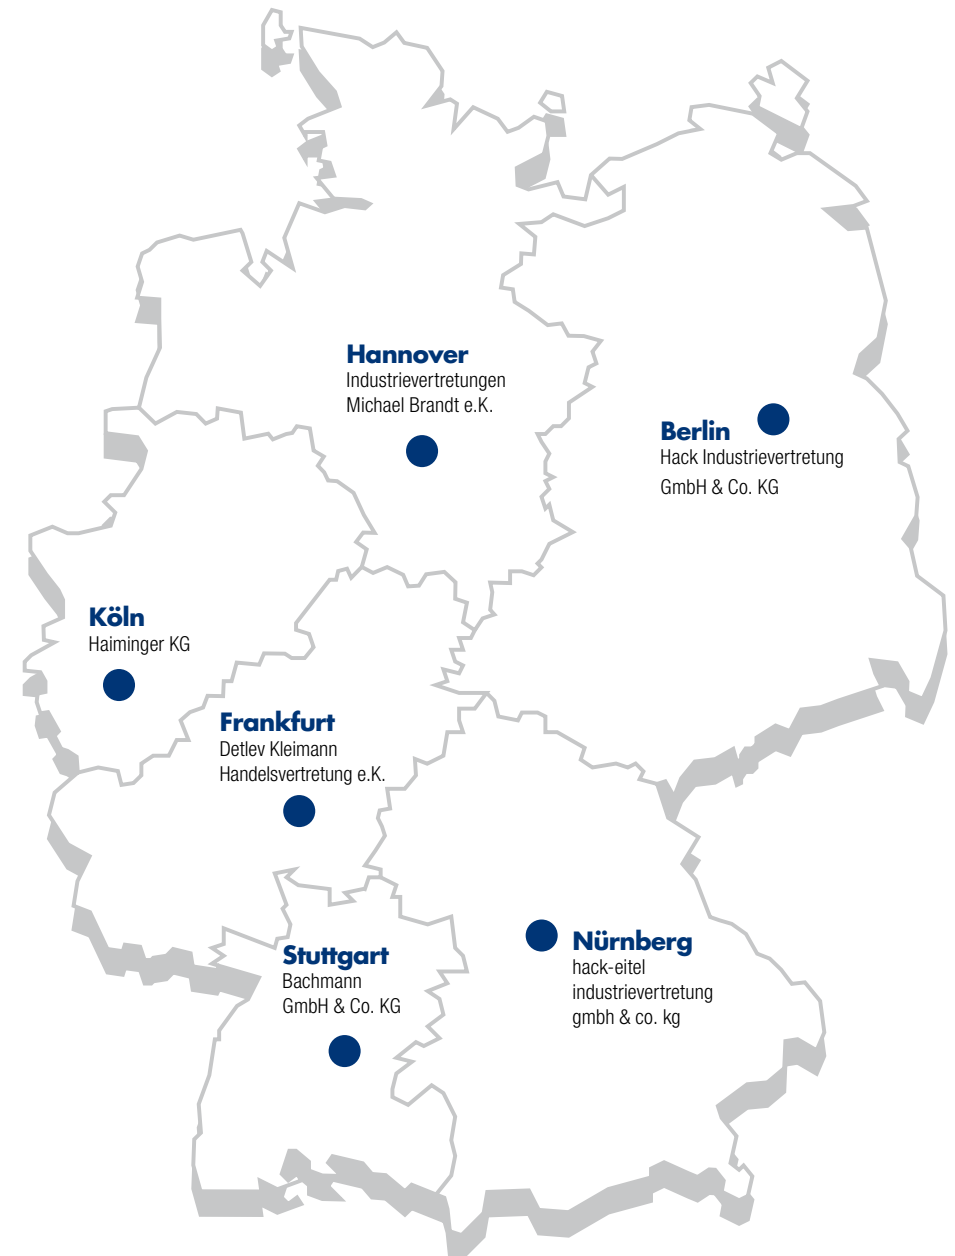 Hannover
Industrievertretungen
Michael Brandt e.K.
Berlin
Hack Industrievertretung
GmbH & Co. KG
Köln
Haiminger KG
Frankfurt
Detlev Kleimann
Handelsvertretung e.K.
Nürnberg
hack-eitel
industrievertretung
gmbh & co. kg
Stuttgart
Bachmann
GmbH & Co. KG